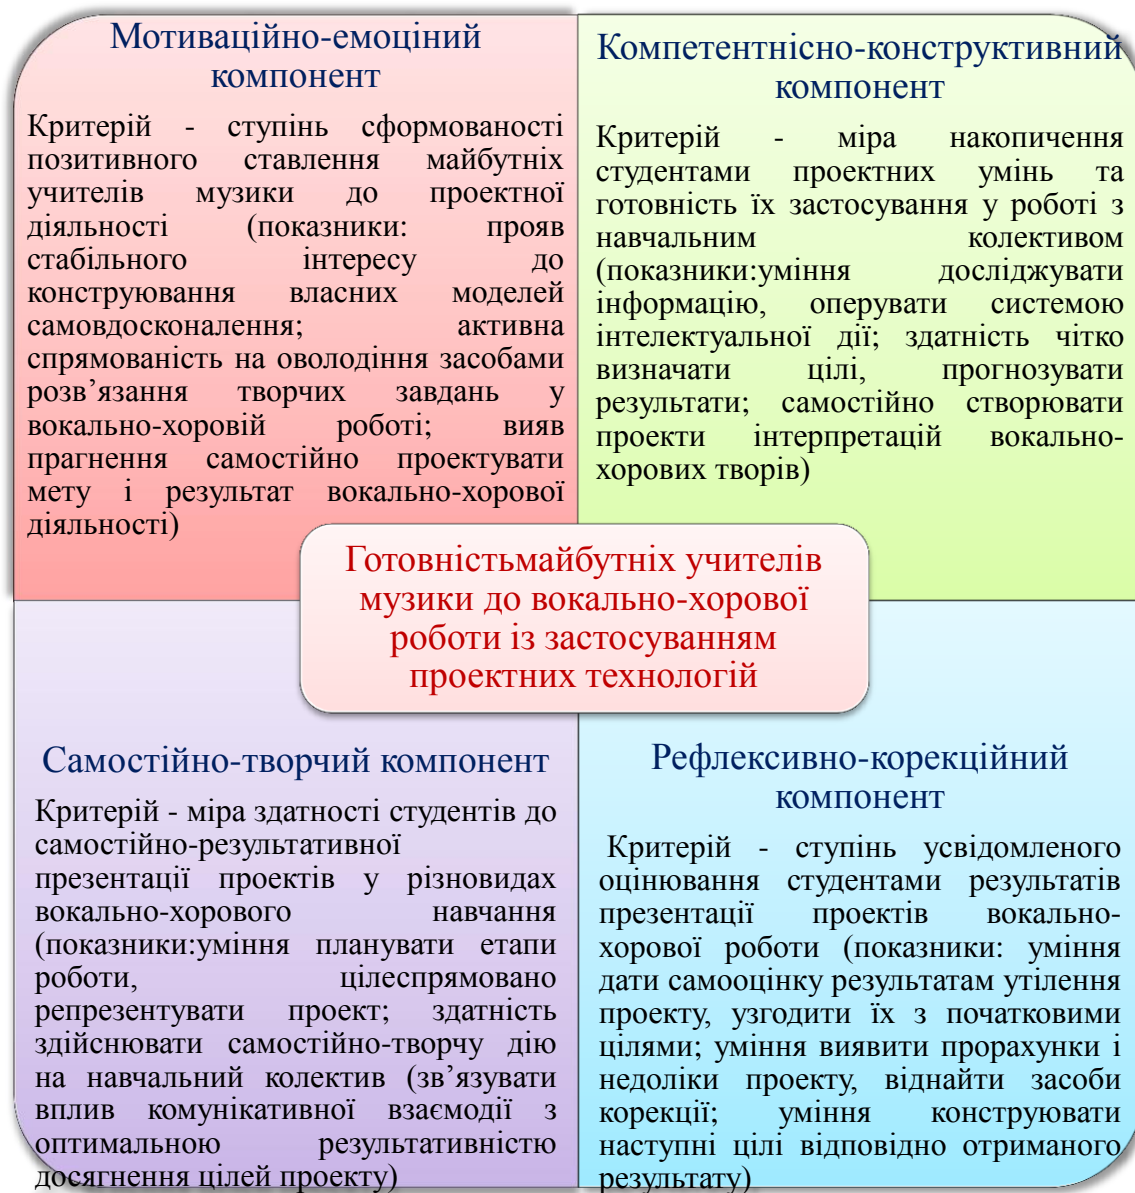 Мотиваційно-емоціний
компонент
Критерій - ступінь сформованості
позитивного ставлення майбутніх
учителів музики до проектної
діяльності (показники: прояв
стабільного інтересу до
конструювання власних моделей
самовдосконалення; активна
спрямованість на оволодіння засобами
розв’язання творчих завдань у
вокально-хоровій роботі; вияв
прагнення самостійно проектувати
мету і результат вокально-хорової
діяльності)
Компетентнісно-конструктивний
компонент
Критерій - міра накопичення
студентами проектних умінь та
готовність їх застосування у роботі з
навчальним колективом
(показники:уміння досліджувати
інформацію, оперувати системою
інтелектуальної дії; здатність чітко
визначати цілі, прогнозувати
результати; самостійно створювати
проекти інтерпретацій вокально-
хорових творів)
Готовністьмайбутніх учителів
музики до вокально-хорової
роботи із застосуванням
проектних технологій
Самостійно-творчий компонент
Критерій - міра здатності студентів до
самостійно-результативної
презентації проектів у різновидах
вокально-хорового навчання
(показники:уміння планувати етапи
роботи, цілеспрямовано
репрезентувати проект; здатність
здійснювати самостійно-творчу дію
на навчальний колектив (зв’язувати
вплив комунікативної взаємодії з
оптимальною результативністю
досягнення цілей проекту)
Рефлексивно-корекційний
компонент
Критерій - ступінь усвідомленого
оцінювання студентами результатів
презентації проектів вокально-
хорової роботи (показники: уміння
дати самооцінку результатам утілення
проекту, узгодити їх з початковими
цілями; уміння виявити прорахунки і
недоліки проекту, віднайти засоби
корекції; уміння конструювати
наступні цілі відповідно отриманого
результату)